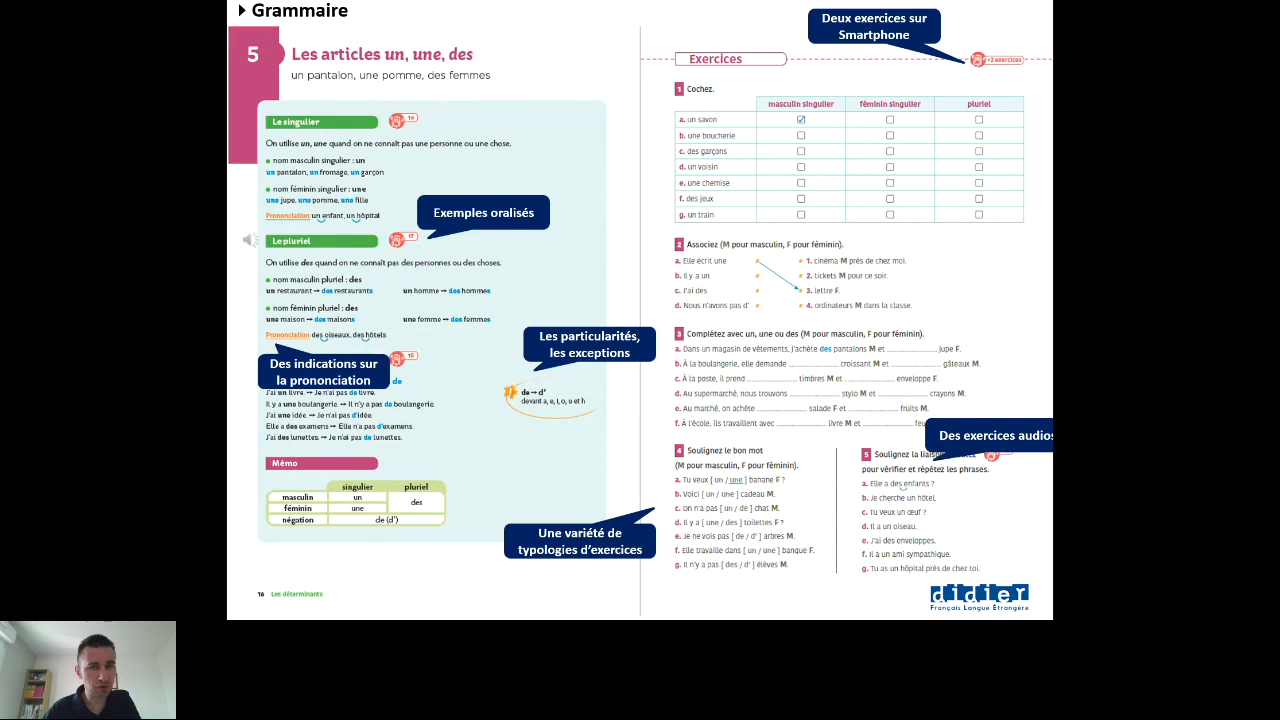 Grammaire
5
Les articles un, une, des
un pantalon, une pomme, des femmes
Le singulier
16
On utilise un, une quand on ne connaît pas une personne ou une chose.
nom masculin singulier : un
un pantalon, un fromage, un garçon
nom féminin singulier : une
une jupe, une pomme, une fille
Prononciation un enfant, un hôpital
Exemples oralisés
Le pluriel
17
On utilise des quand on ne connaît pas des personnes ou des choses.
nom masculin pluriel : des
un restaurant → des restaurants un homme → des hommes
nom féminin pluriel : des
une maison → des maisons une femme → des femmes
Prononciation des oiseaux, des hôtels
Des indications sur
la prononciation
18
de
Les particularités,
les exceptions
de → d'
devant a, e, i, o, u et h
J'ai un livre. → Je n'ai pas de livre.
Il y a une boulangerie. → Il n'y a pas de boulangerie.
J'ai une idée. → Je n'ai pas d'idée.
Elle a des examens → Elle n'a pas d'examens.
J'ai des lunettes. → Je n'ai pas de lunettes.
Mémo
singulier pluriel
masculin un des
féminin une
négation de (d')
16 Les déterminants
Deux exercices sur
Smartphone
Exercices
+2 exercices
1 Cochez.
masculin singulier féminin singulier pluriel
a. un savon
b. une boucherie
c. des garçons
d. un voisin
e. une chemise
f. des jeux
g. un train
2 Associez (M pour masculin, F pour féminin).
a. Elle écrit une 1. cinéma M près de chez moi.
b. Il y a un 2. tickets M pour ce soir.
c. J'ai des 3. lettre F.
d. Nous n'avons pas d' 4. ordinateurs M dans la classe.
3 Complétez avec un, une ou des (M pour masculin, F pour féminin).
a. Dans un magasin de vêtements, j'achète des pantalons M et jupe F.
b. À la boulangerie, elle demande croissant M et gâteaux M.
c. À la poste, il prend timbres M et enveloppe F.
d. Au supermarché, nous trouvons stylo M et crayons M.
e. Au marché, on achète salade F et fruits M.
f. À l'école, ils travaillent avec livre M et
Des exercices audios
4 Soulignez le bon mot
(M pour masculin, F pour féminin).
a. Tu veux [ un / une ] banane F ?
b. Voici [ un / une ] cadeau M.
c. On n'a pas [ un / de ] chat M.
d. Il y a [ une / des ] toilettes F ?
e. Je ne vois pas [ de / d' ] arbres M.
f. Elle travaille dans [ un / une ] banque F.
g. Il n'y a pas [ des / d' ] élèves M.
Une variété de
typologies d'exercices
5 Soulignez la
pour vérifier et répétez les phrases.
a. Elle a des enfants ?
b. Je cherche un hôtel.
c. Tu veux un œuf ?
d. Il a un oiseau.
e. J'ai des enveloppes.
f. Il a un ami sympathique.
g. Tu as un hôpital près de chez toi.
didier
Français Langue Étrangère